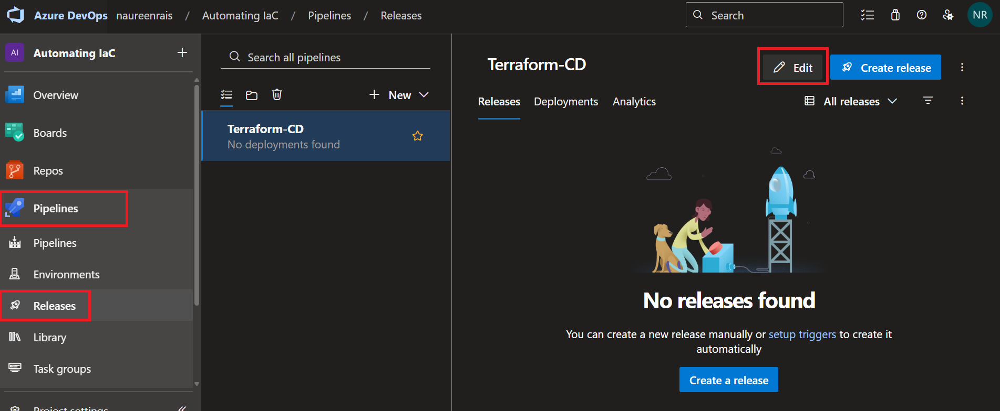 Azure DevOps naureenrais / Automating IaC / Pipelines / Releases
Search
NR
AI Automating IaC
Overview
Boards
Repos
Pipelines
Pipelines
Environments
Releases
Library
Task groups
Project settings
Search all pipelines
New
Terraform-CD
No deployments found
Terraform-CD
Edit
Create release
Releases Deployments Analytics
All releases
No releases found
You can create a new release manually or setup triggers to create it
automatically
Create a release